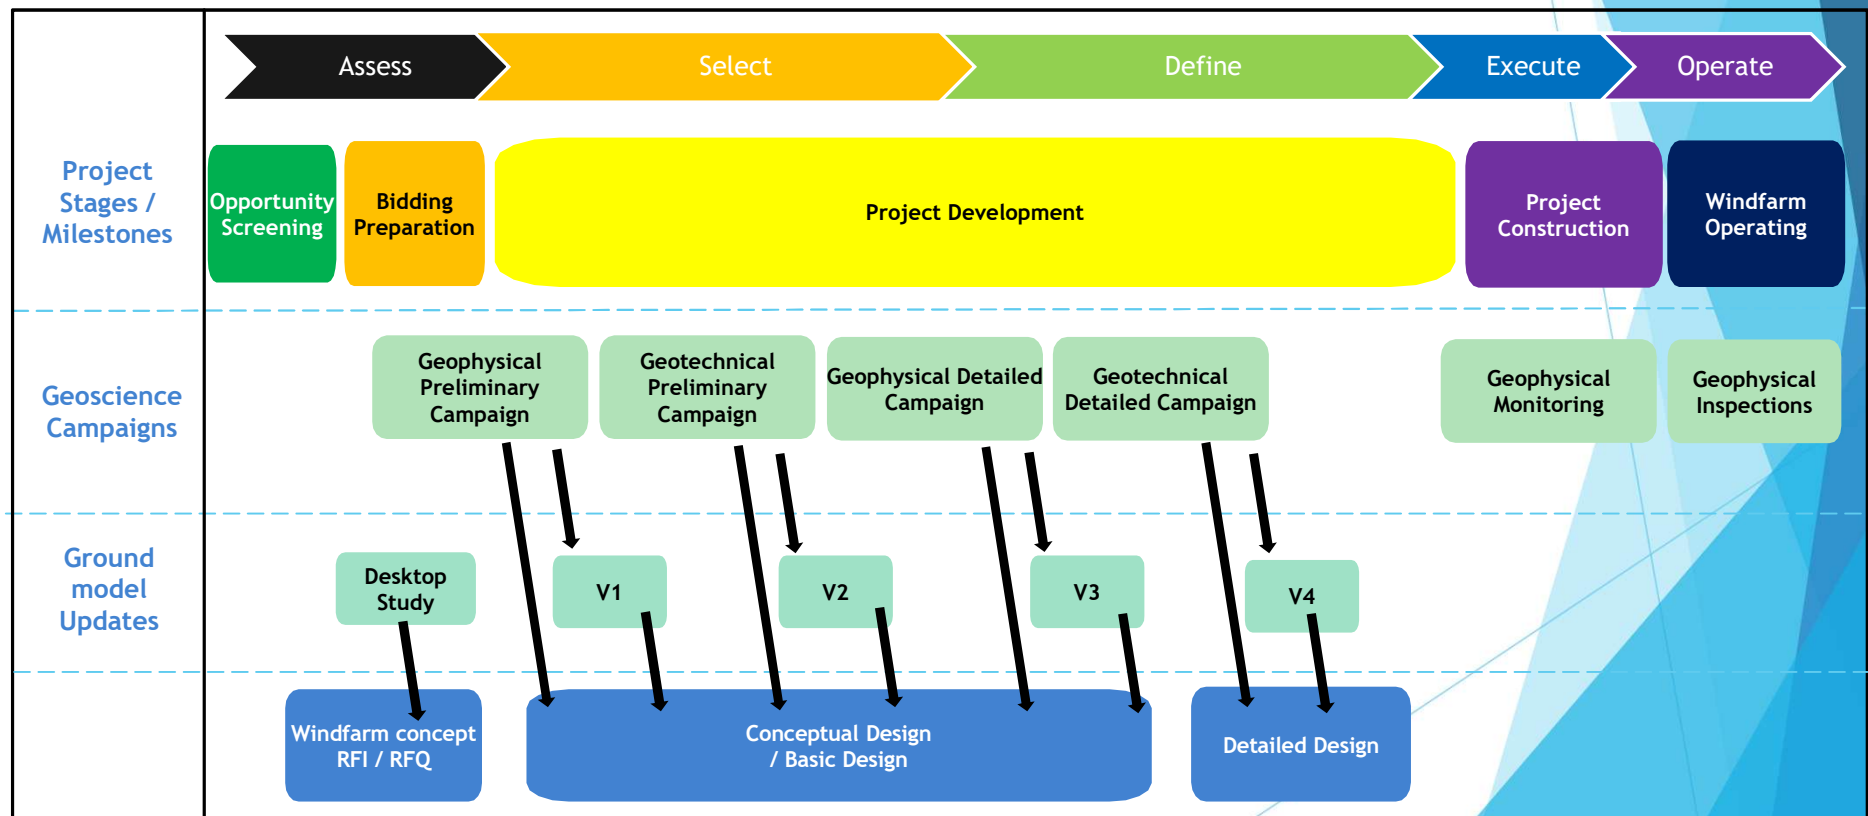 Assess
Select
Define
Execute
Operate
Project
Stages /
Milestones
Opportunity
Screening
Bidding
Preparation
Project Development
Project
Construction
Windfarm
Operating
Geoscience
Campaigns
Geophysical
Preliminary
Campaign
Geotechnical
Preliminary
Campaign
Geophysical Detailed
Campaign
Geotechnical
Detailed Campaign
Geophysical
Monitoring
Geophysical
Inspections
Ground
model
Updates
Desktop
Study
V1
V2
V3
V4
Windfarm concept
RFI / RFQ
Conceptual Design
/ Basic Design
Detailed Design